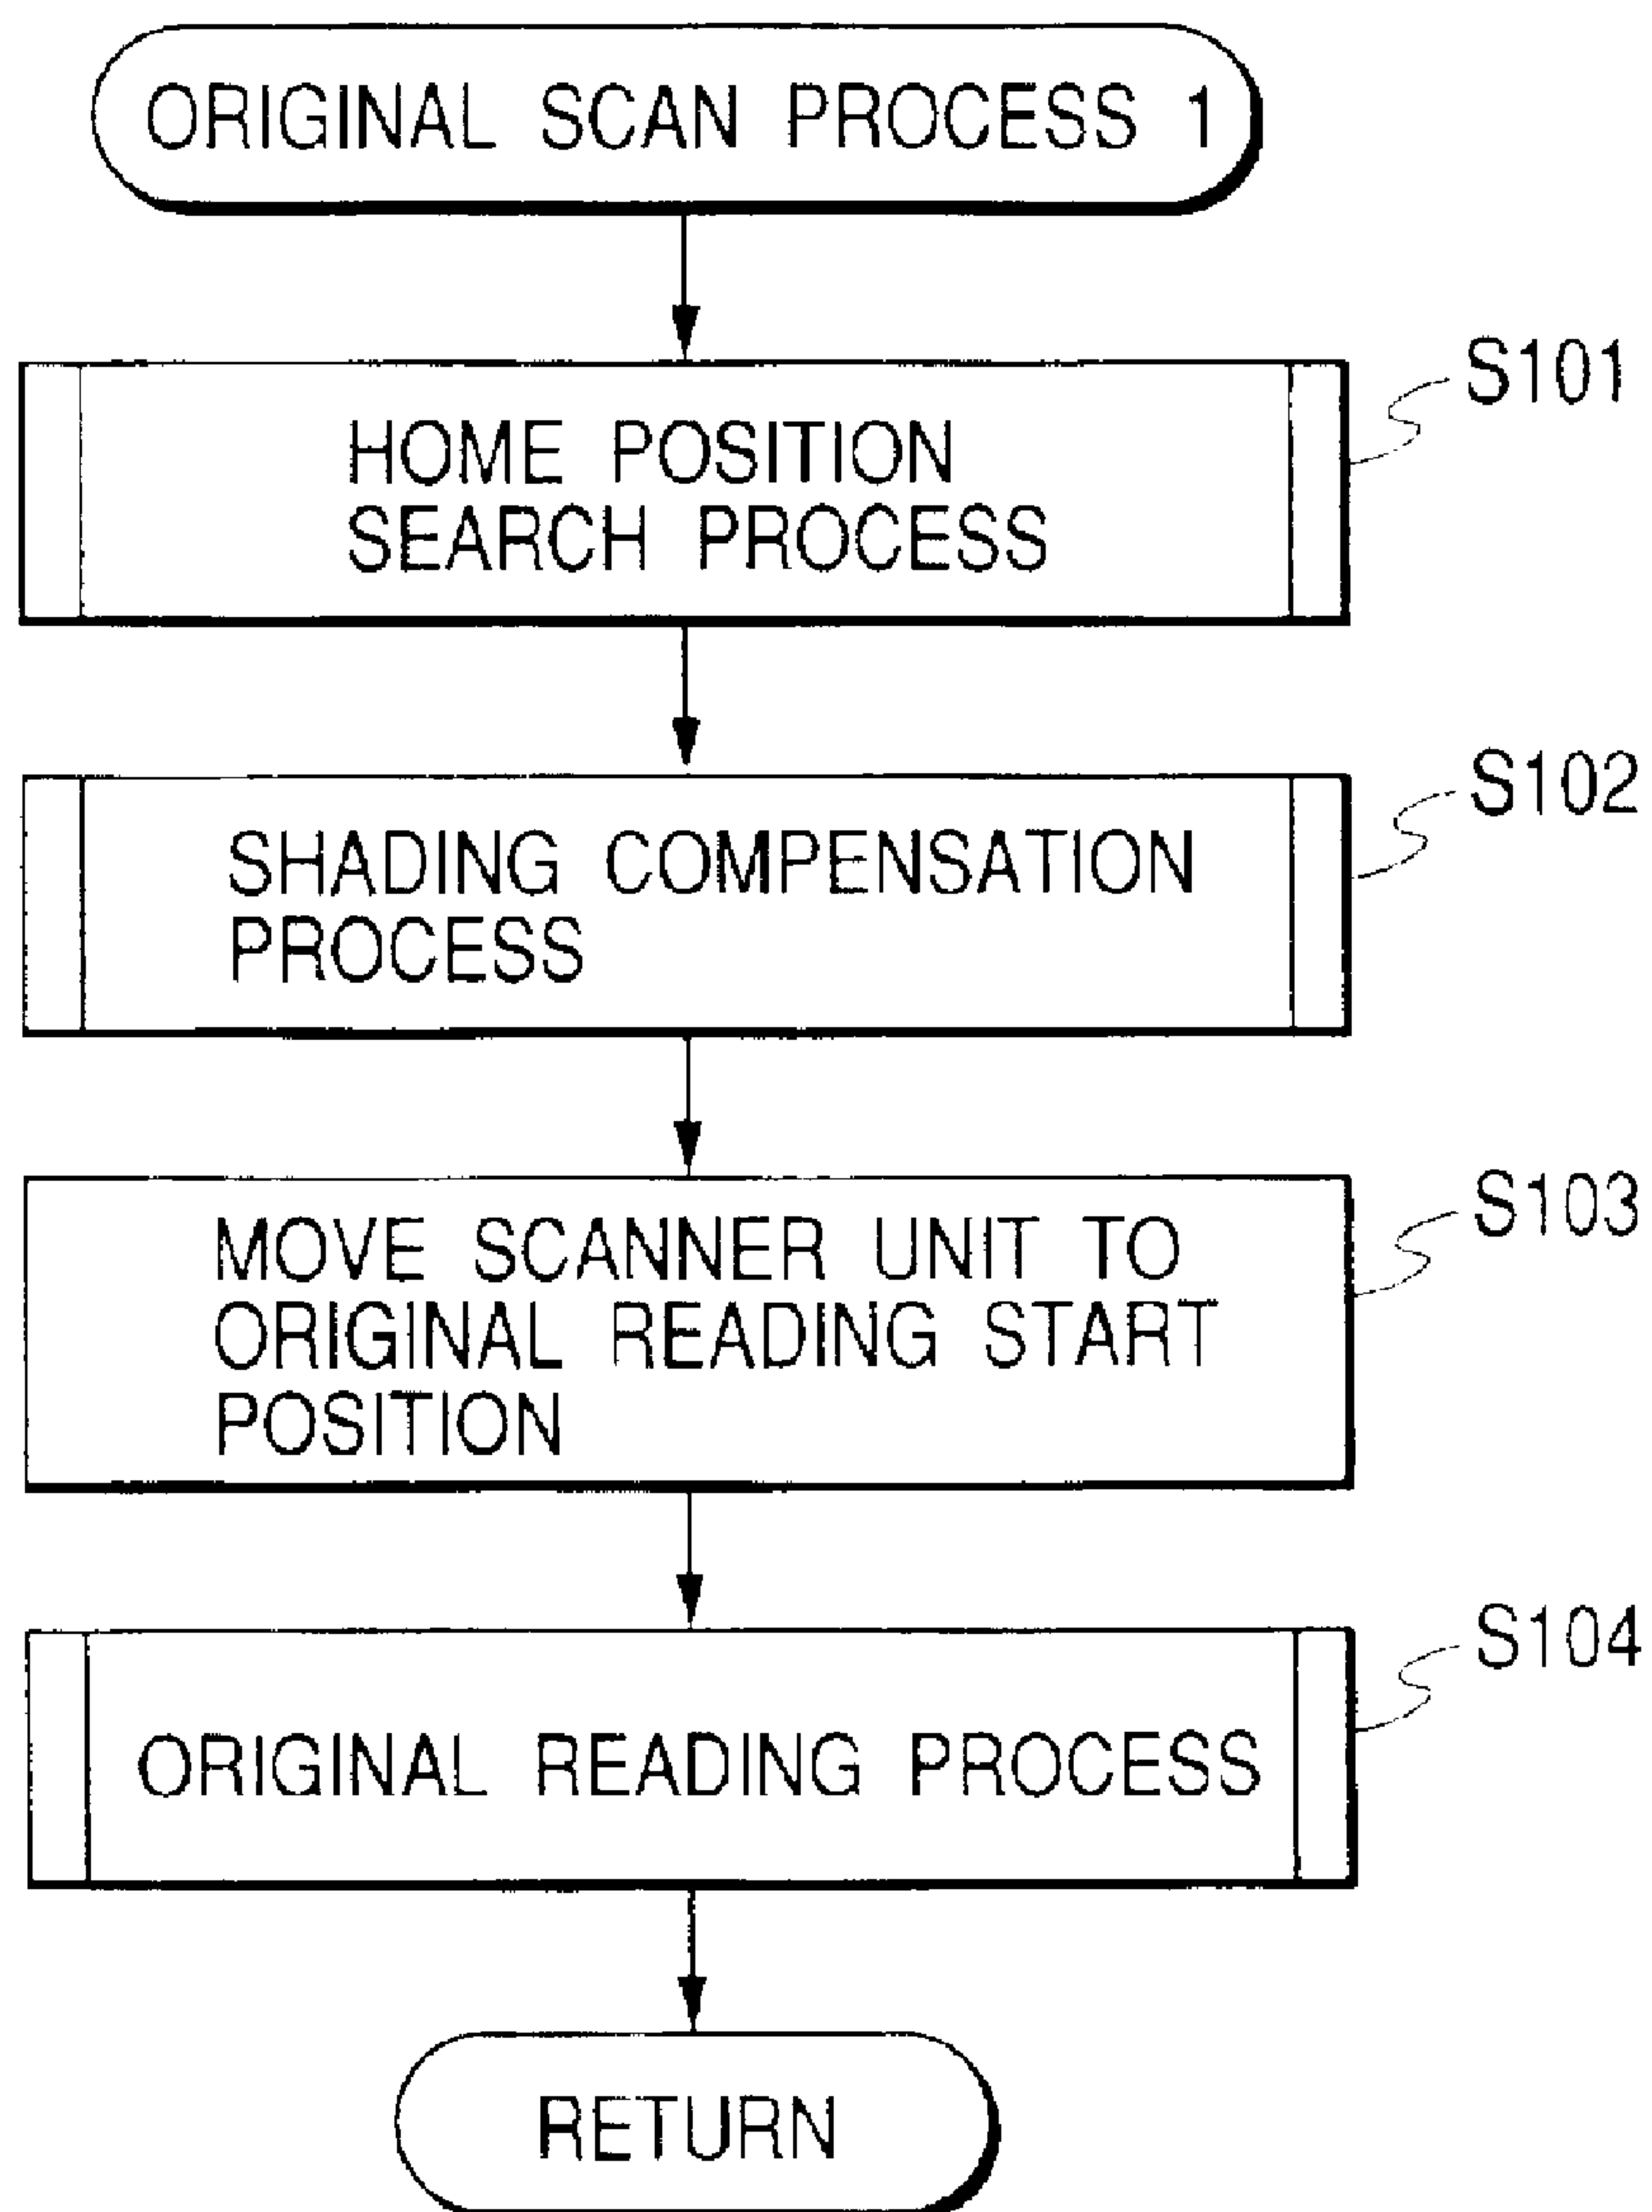 ORIGINAL SCAN PROCESS 1
S101
HOME POSITION
SEARCH PROCESS
S102
SHADING COMPENSATION
PROCESS
S103
MOVE SCANNER UNIT TO
ORIGINAL READING START
POSITION
S104
ORIGINAL READING PROCESS
RETURN